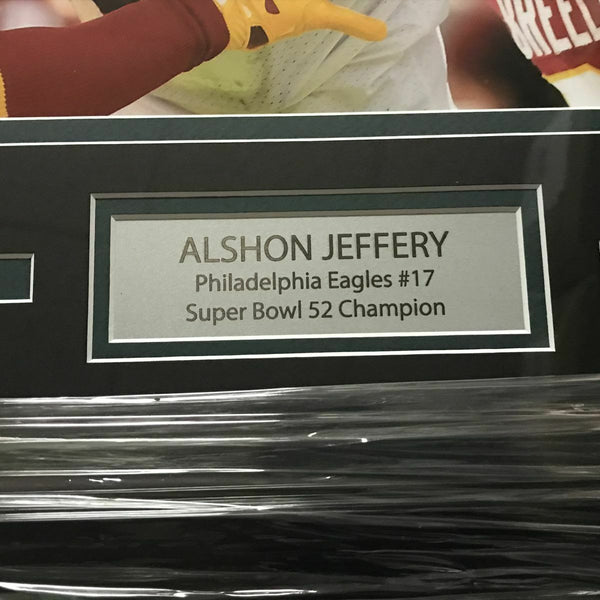 ALSHON JEFFERY
Philadelphia Eagles #17
Super Bowl 52 Champion